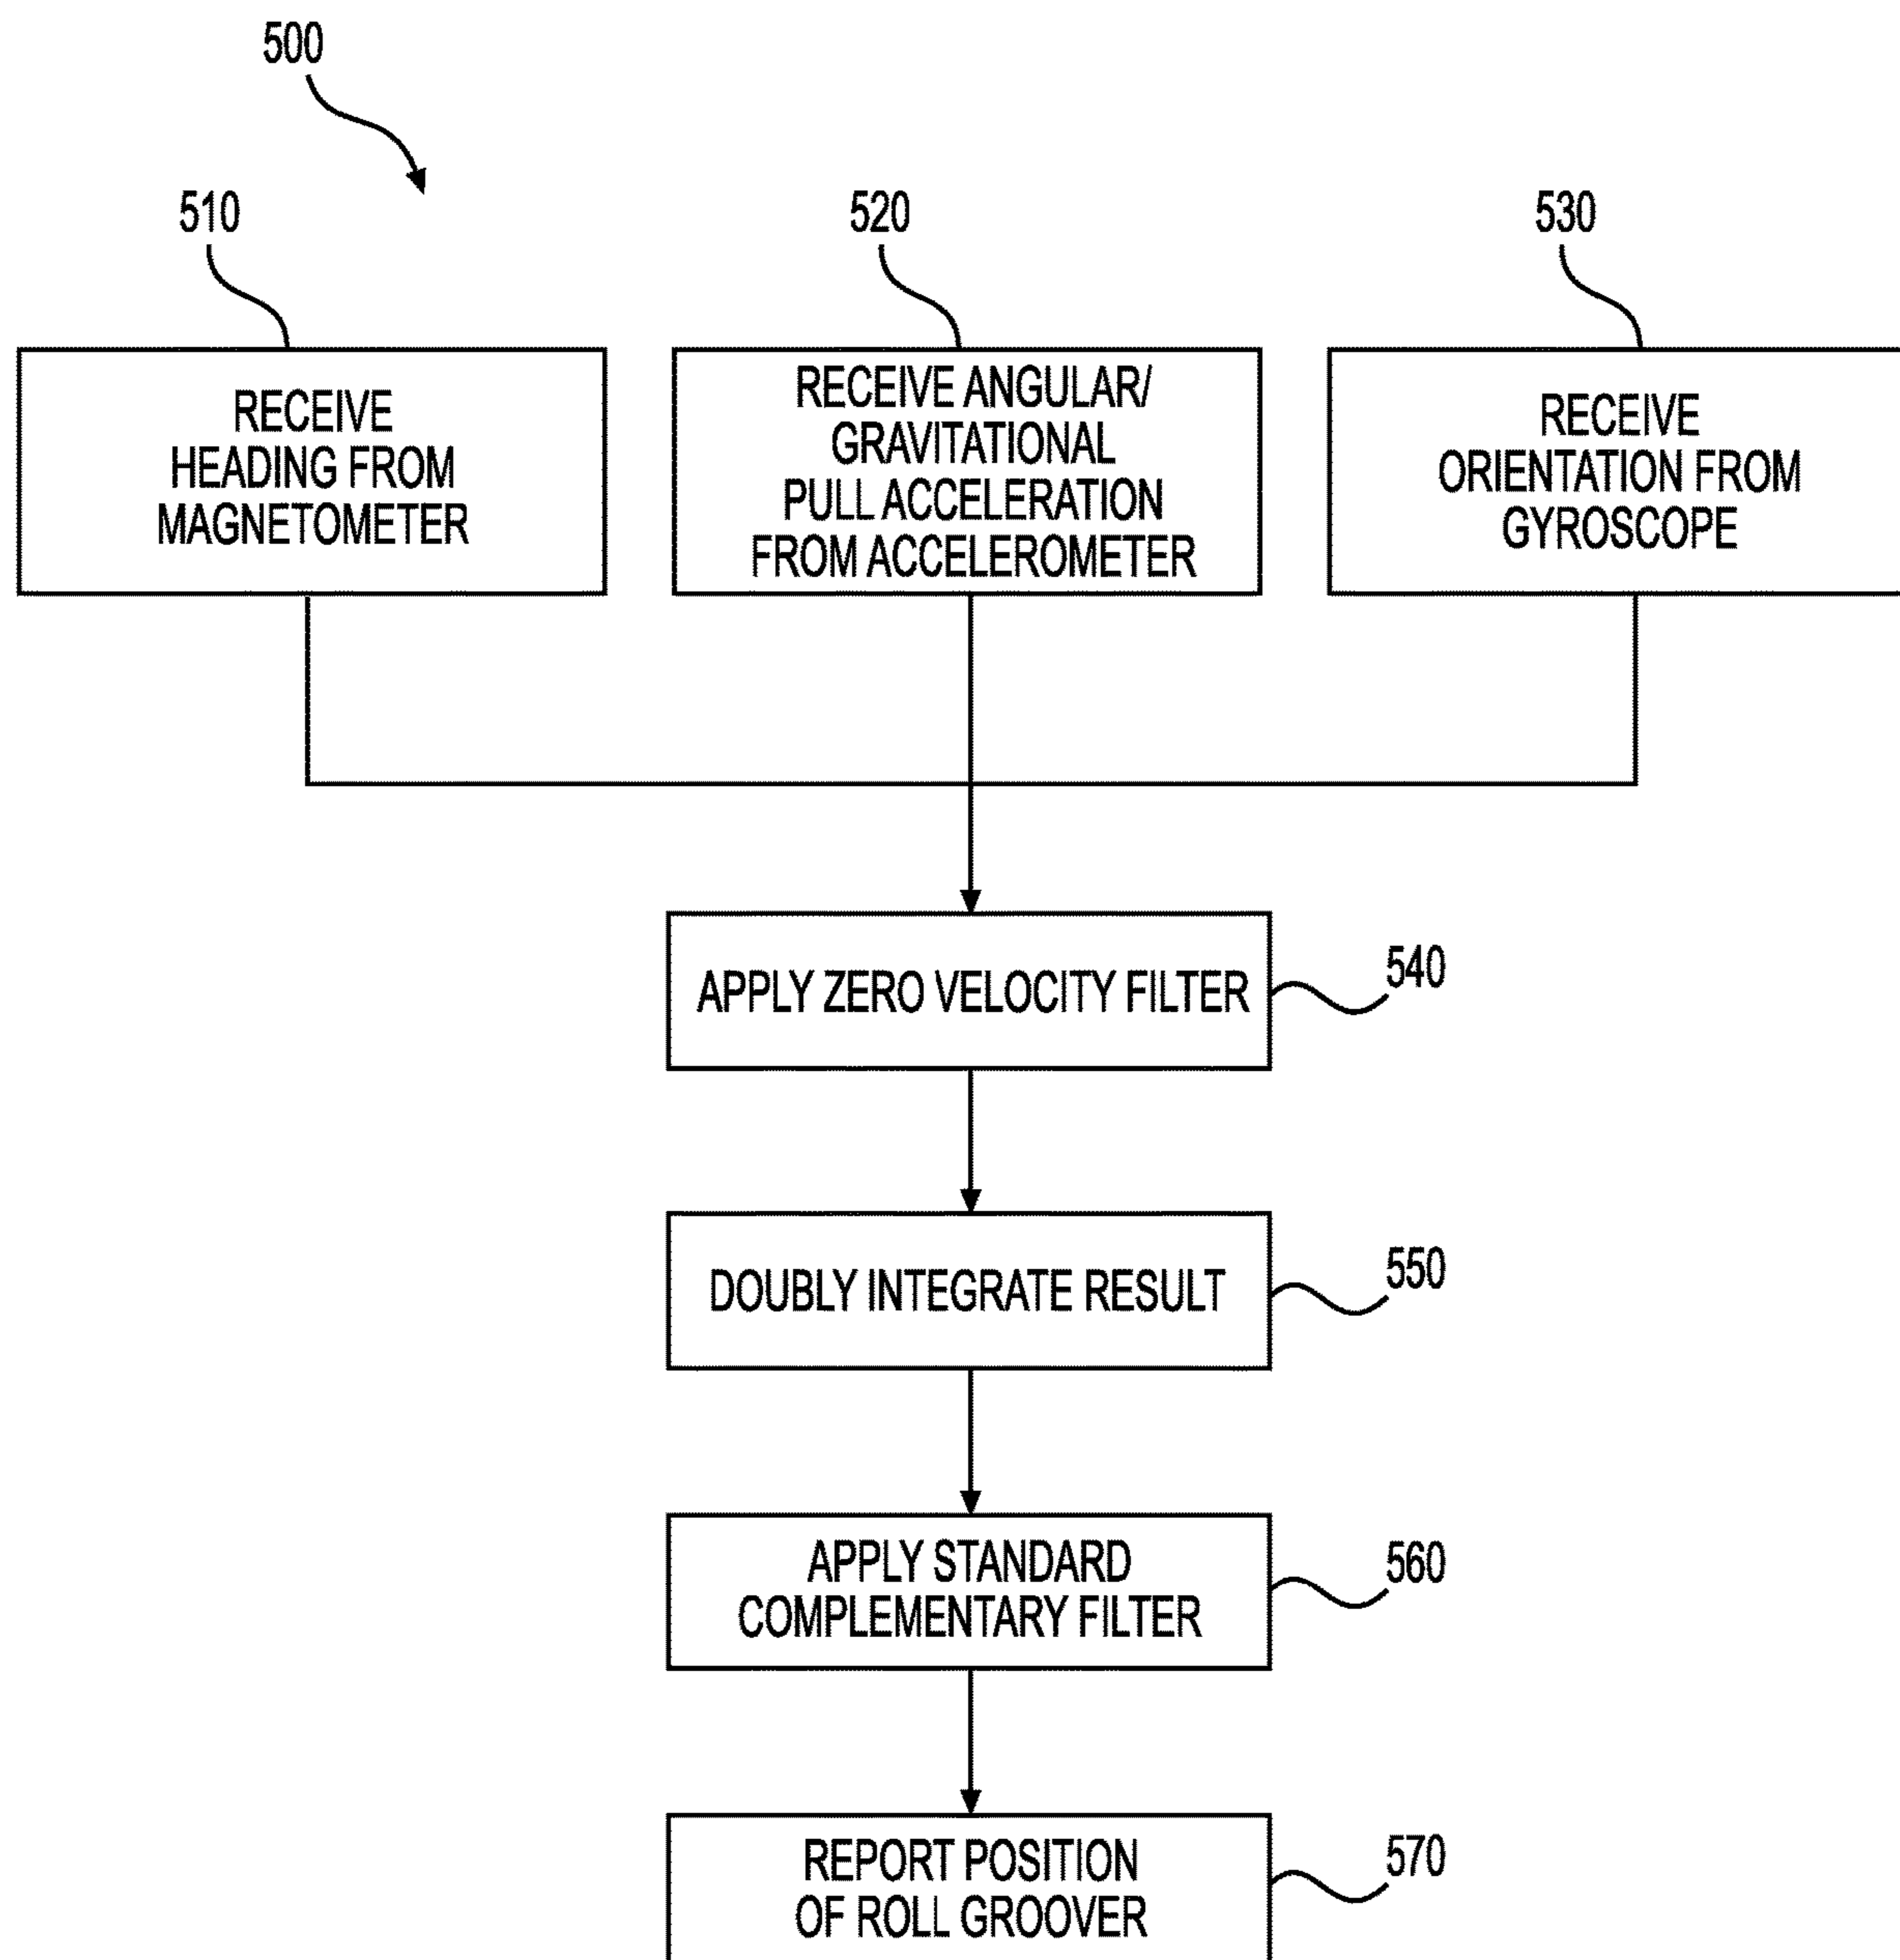 500
510
520
530
RECEIVE
HEADING FROM
MAGNETOMETER
RECEIVE ANGULAR/
GRAVITATIONAL
PULL ACCELERATION
FROM ACCELEROMETER
RECEIVE
ORIENTATION FROM
GYROSCOPE
APPLY ZERO VELOCITY FILTER
540
DOUBLY INTEGRATE RESULT
550
APPLY STANDARD
COMPLEMENTARY FILTER
560
REPORT POSITION
OF ROLL GROOVER
570